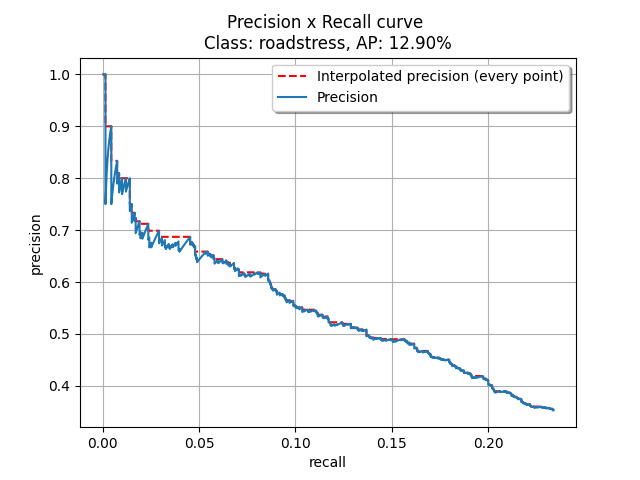 Precision x Recall curve
Class: roadstress, AP: 12.90%
Interpolated precision (every point)
Precision
1.0
0.9
0.8
0.7
0.6
0.5
0.4
precision
0.00
0.05
0.10
0.15
0.20
recall